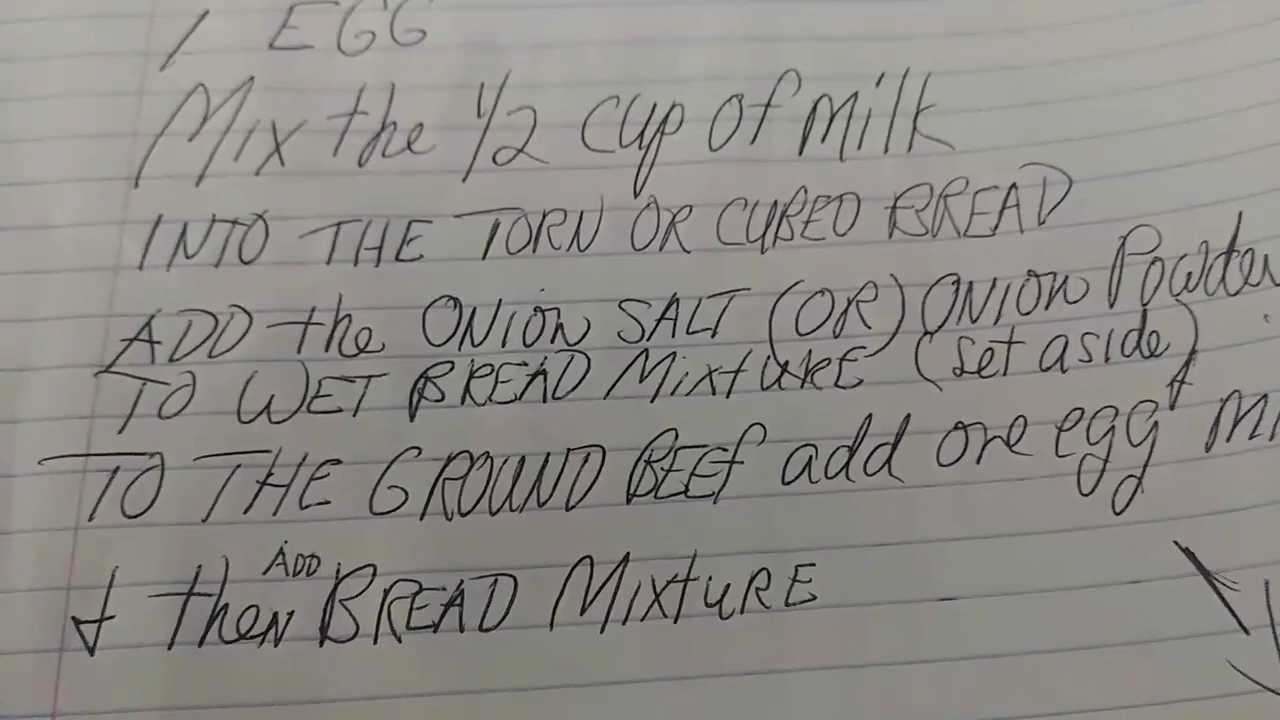 1 EGG
Mix the 1/2 cup of milk
INTO THE TORN OR CUBED BREAD
ADD the ONION SALT (OR) ONION Powder
TO WET BREAD MixtuRE (set aside)
TO THE GROUND BEEf add one egg +
+ then ADD BREAD MixtuRE